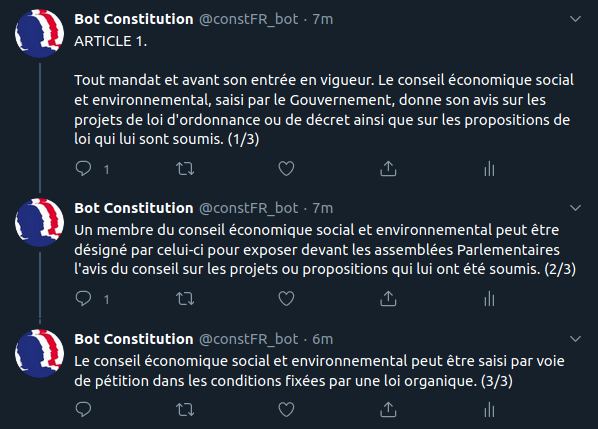 Bot Constitution @constFR_bot · 7m
ARTICLE 1.
Tout mandat et avant son entrée en vigueur. Le conseil économique social
et environnemental, saisi par le Gouvernement, donne son avis sur les
projets de loi d'ordonnance ou de décret ainsi que sur les propositions de
loi qui lui sont soumis. (1/3)
1
Bot Constitution @constFR_bot · 7m
Un membre du conseil économique social et environnemental peut être
désigné par celui-ci pour exposer devant les assemblées Parlementaires
l'avis du conseil sur les projets ou propositions qui lui ont été soumis. (2/3)
1
Bot Constitution @constFR_bot · 6m
Le conseil économique social et environnemental peut être saisi par voie
de pétition dans les conditions fixées par une loi organique. (3/3)